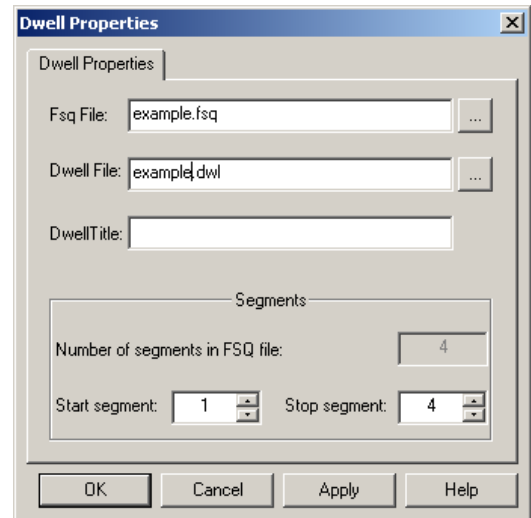 Dwell Properties
Dwell Properties
Fsq File: example.fsq ...
Dwell File: example.dwl ...
DwellTitle:
Segments
Number of segments in FSQ file: 4
Start segment: 1 Stop segment: 4
OK Cancel Apply Help